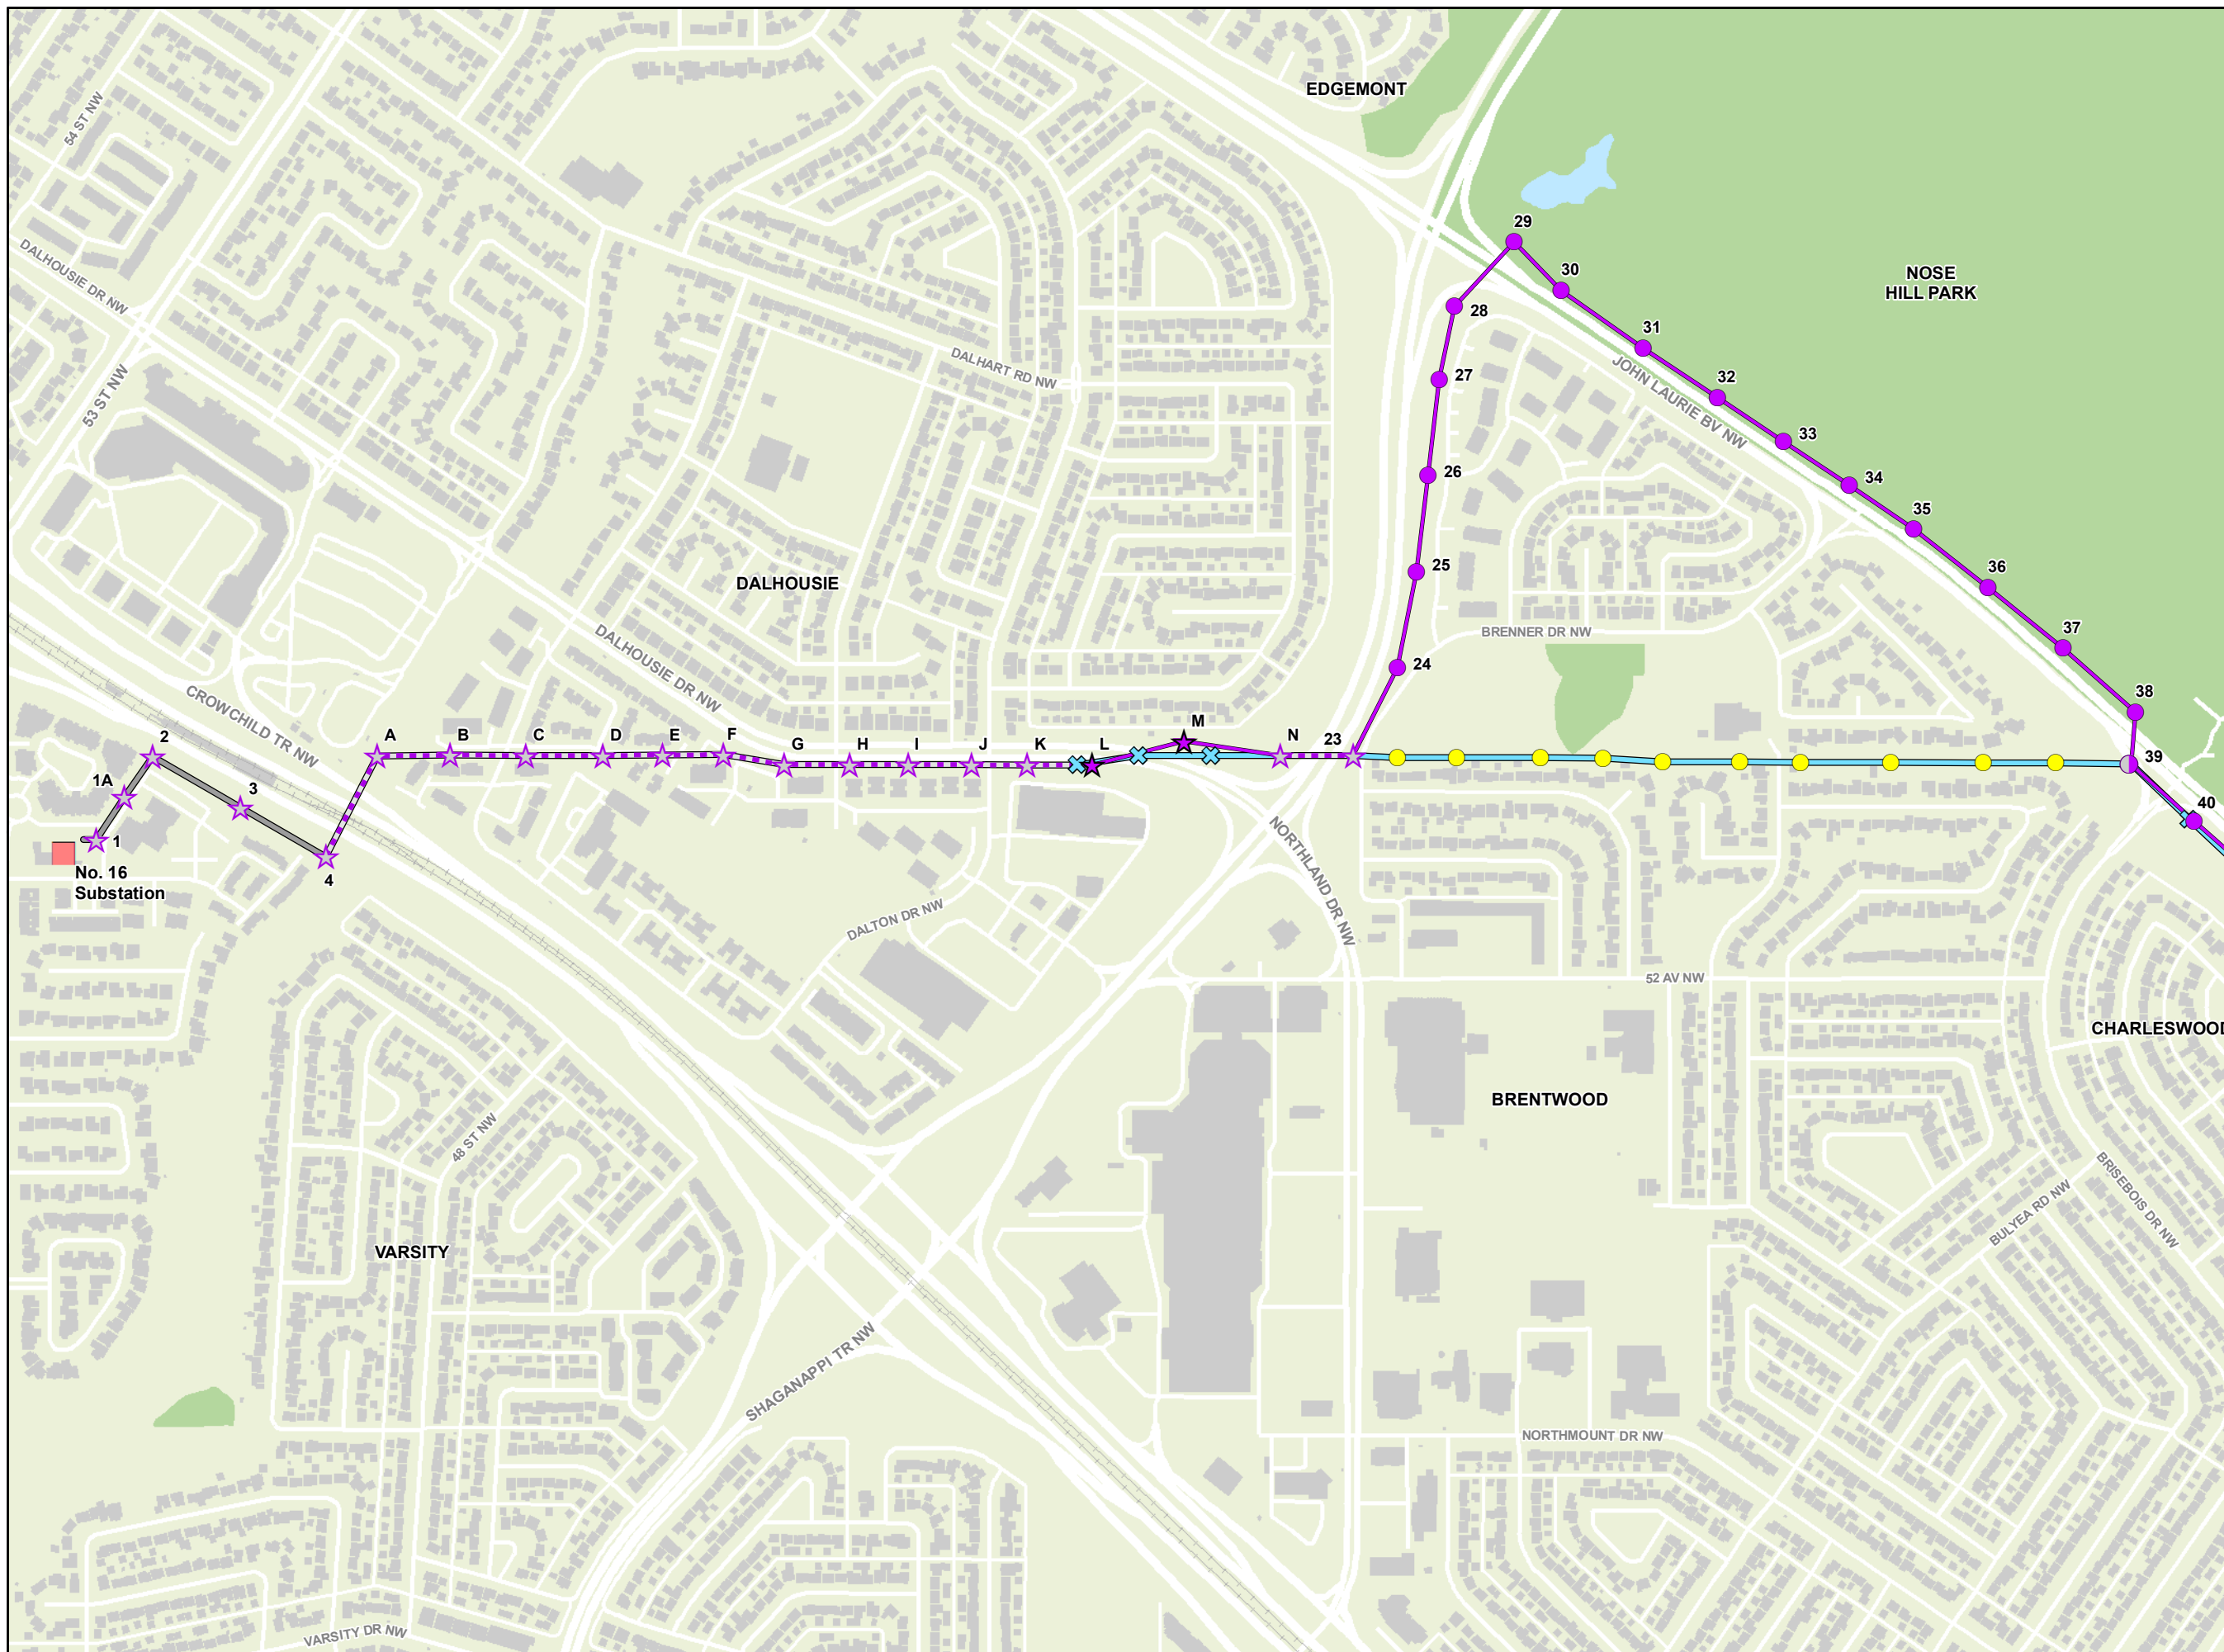 EDGEMONT
54 ST NW
29
DALHOUSIE DR NW
30
NOSE
HILL PARK
28
31
DALHART RD NW
27
32
JOHN LAURIE BV NW
53 ST NW
33
26
34
35
25
36
DALHOUSIE
DALHOUSIE DR NW
BRENNER DR NW
37
24
38
CROWCHILD TR NW
2
A
B
C
D
E
F
G
H
I
J
K
L
M
N
23
39
1A
3
40
1
NORTHLAND DR NW
No. 16
Substation
4
DALTON DR NW
52 AV NW
CHARLESWOOD
BRENTWOOD
48 ST NW
BRISEBOIS DR NW
BULYEA RD NW
VARSITY
SHAGANAPPI TR NW
NORTHMOUNT DR NW
VARSITY DR NW